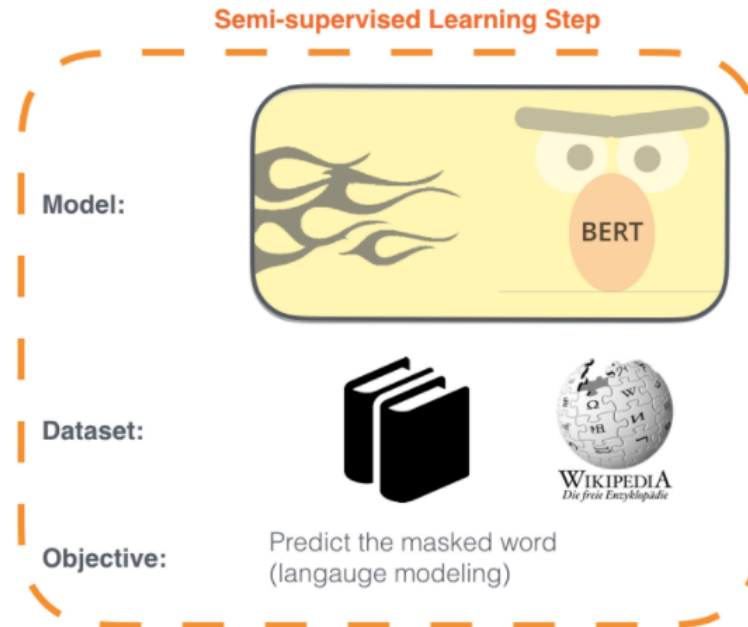 Semi-supervised Learning Step
Model:
BERT
Dataset:
WIKIPEDIA
Die freie Enzyklopädie
Objective:
Predict the masked word
(langauge modeling)